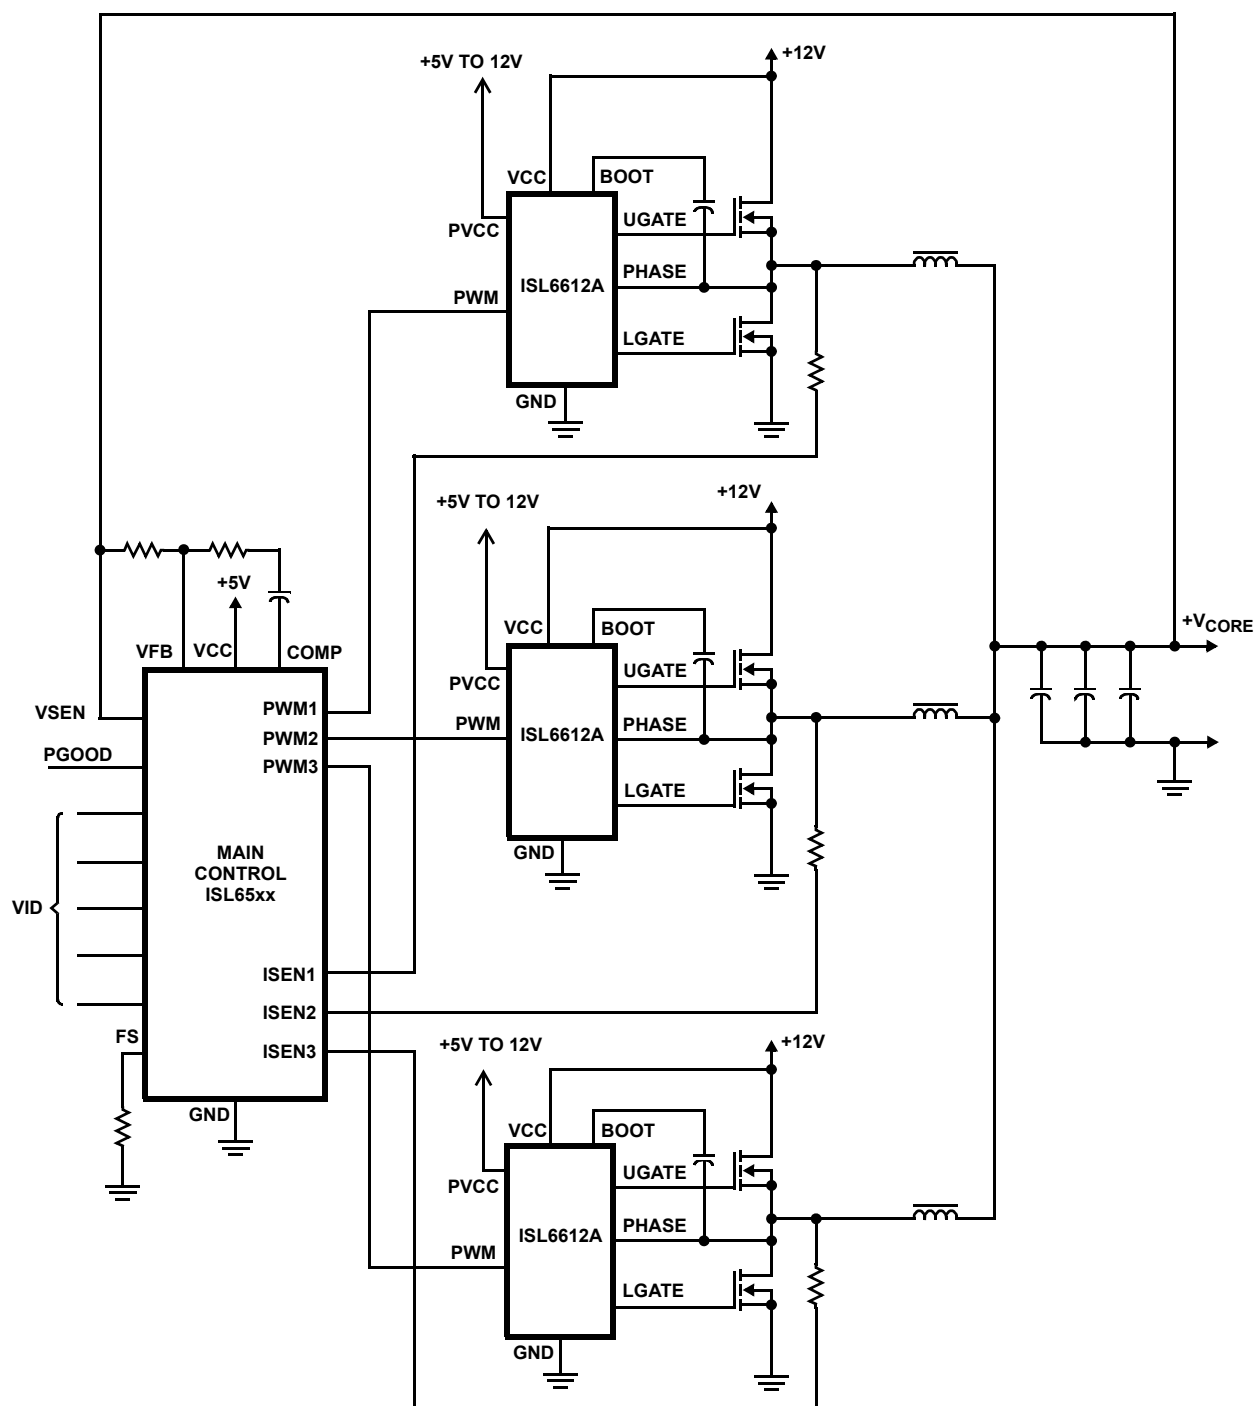 +12V
+5V TO 12V
VCC
BOOT
UGATE
PVCC
PHASE
ISL6612A
PWM
LGATE
GND
+12V
+5V TO 12V
+5V
VCC
BOOT
+VCORE
VFB
VCC
COMP
UGATE
PVCC
VSEN
PWM1
PWM
PHASE
ISL6612A
PWM2
PGOOD
PWM3
LGATE
MAIN
CONTROL
ISL65xx
GND
VID
ISEN1
ISEN2
FS
ISEN3
+5V TO 12V
+12V
GND
VCC
BOOT
UGATE
PVCC
PHASE
ISL6612A
PWM
LGATE
GND